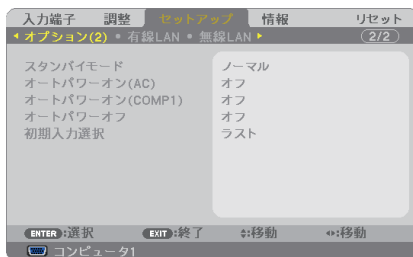 入力端子 調整 セットアップ 情報 リセット
オプション(2) 有線LAN 無線LAN 2/2
スタンバイモード ノーマル
オートパワーオン(AC) オフ
オートパワーオン(COMP1) オフ
オートパワーオフ オフ
初期入力選択 ラスト
ENTER:選択 EXIT:終了 :移動 :移動
コンピュータ1